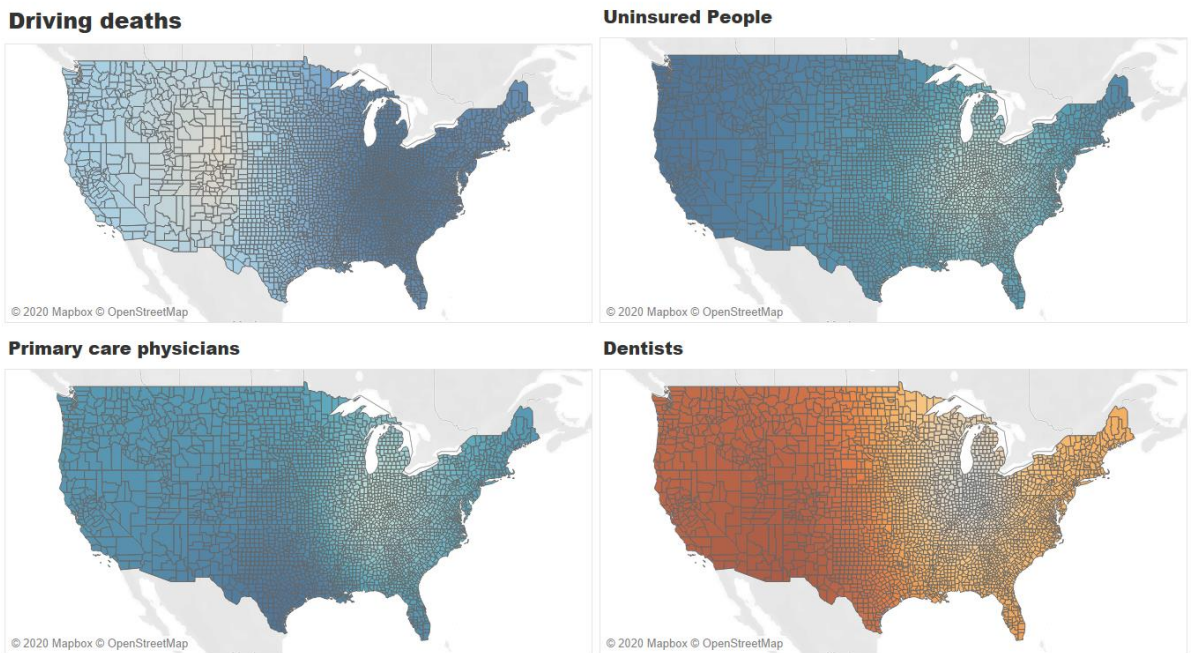 Driving deaths
Uninsured People
© 2020 Mapbox © OpenStreetMap
© 2020 Mapbox © OpenStreetMap
Primary care physicians
Dentists
© 2020 Mapbox © OpenStreetMap
© 2020 Mapbox © OpenStreetMap